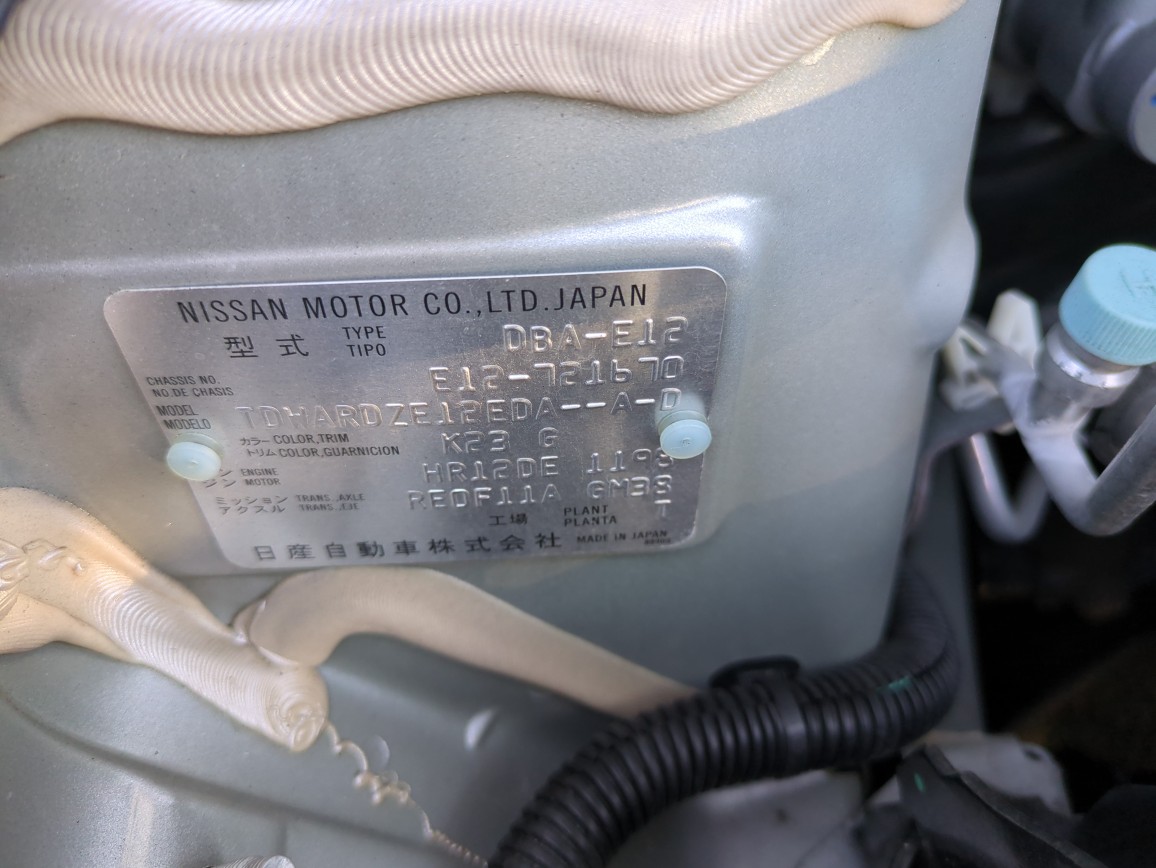 NISSAN MOTOR CO.,LTD.JAPAN
型式 TYPE TIPO DBA-E12
CHASSIS NO. NO.DE CHASIS E12-721670
MODEL MODELO TDWARDZE12EDA--A-D
カラー COLOR,TRIM K23 G
トリム COLOR,GUARNICION
ENGINE MOTOR HR12DE 1198
ミッション TRANS.,AXLE RE0F11A GM38
アクスル TRANS.,EJE
工場 PLANT PLANTA T
日産自動車株式会社 MADE IN JAPAN